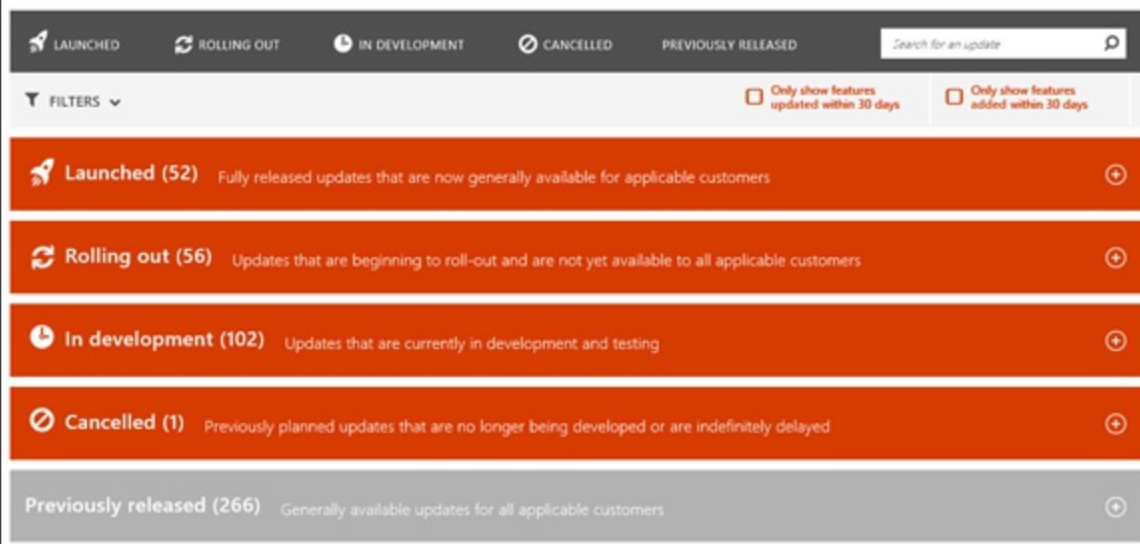 LAUNCHED ROLLING OUT IN DEVELOPMENT CANCELLED PREVIOUSLY RELEASED Search for an update
FILTERS Only show features Only show features
updated within 30 days added within 30 days
Launched (52) Fully released updates that are now generally available for applicable customers
Rolling out (56) Updates that are beginning to roll-out and are not yet available to all applicable customers
In development (102) Updates that are currently in development and testing
Cancelled (1) Previously planned updates that are no longer being developed or are indefinitely delayed
Previously released (266) Generally available updates for all applicable customers